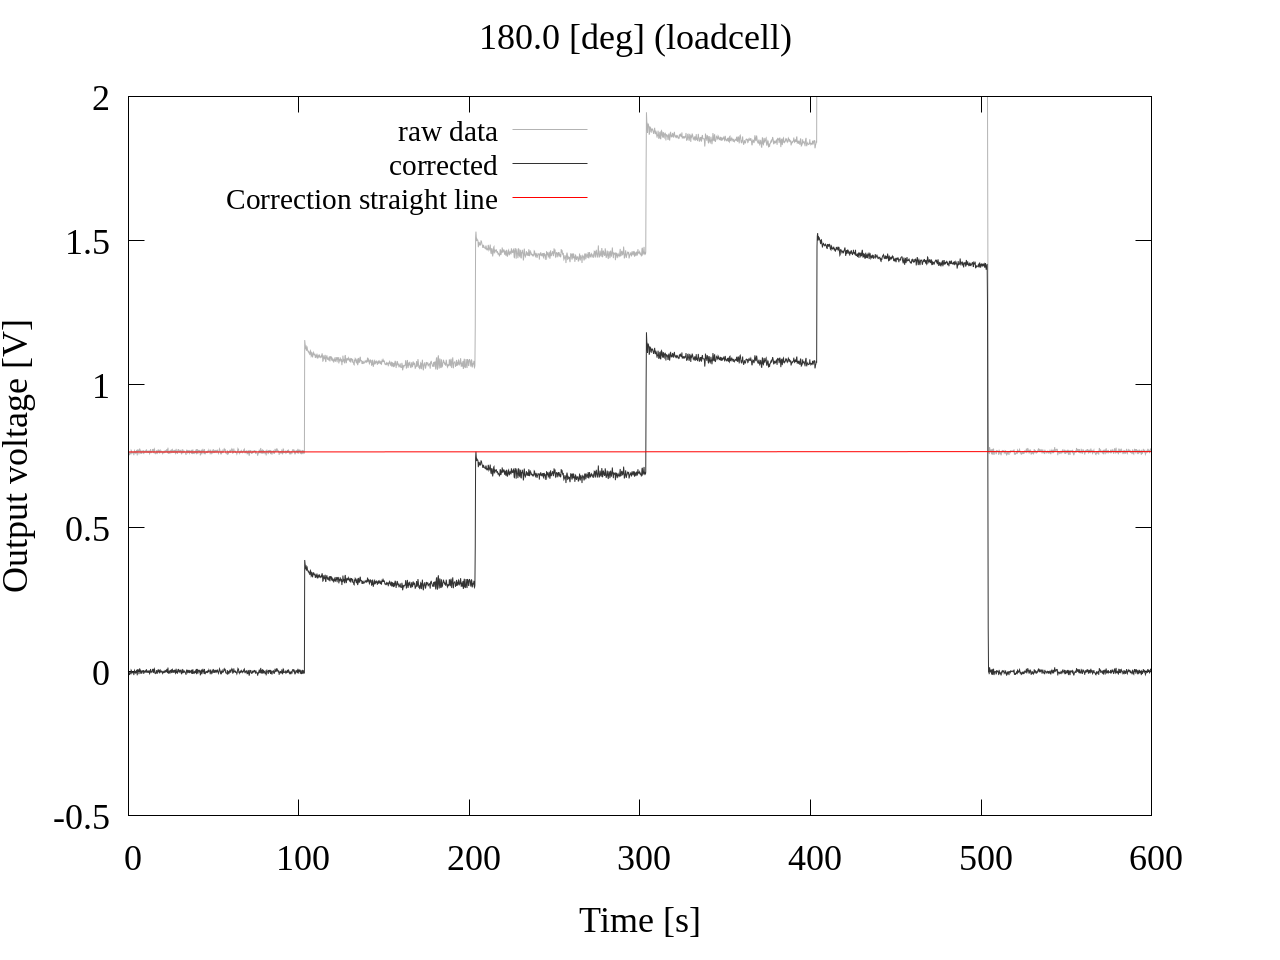 180.0 [deg] (loadcell)
raw data
corrected
Correction straight line
2
1.5
1
0.5
0
-0.5
Output voltage [V]
0 100 200 300 400 500 600
Time [s]